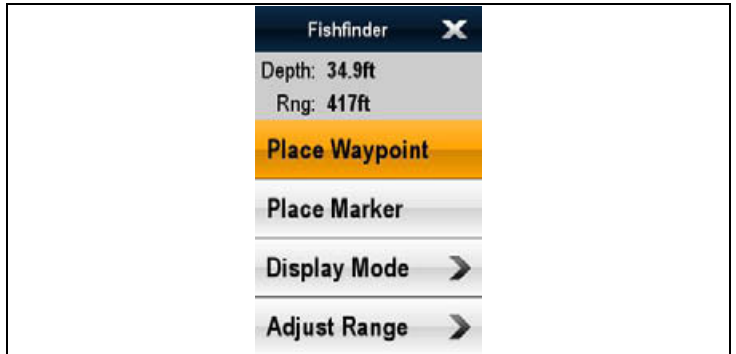 Fishfinder
Depth: 34.9ft
Rng: 417ft
Place Waypoint
Place Marker
Display Mode
Adjust Range